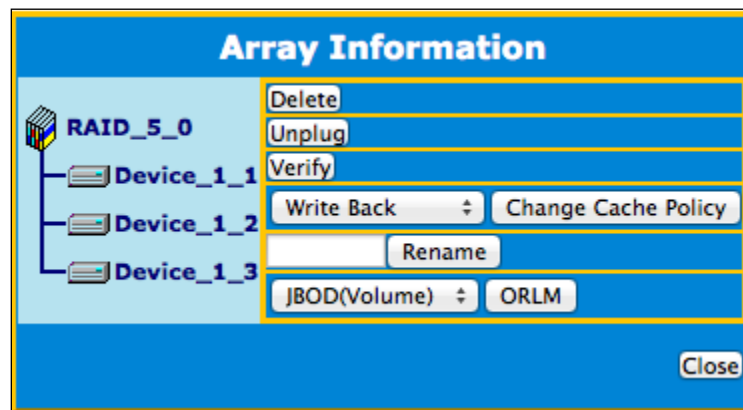 Array Information
RAID_5_0
Device_1_1
Device_1_2
Device_1_3
Delete
Unplug
Verify
Write Back Change Cache Policy
Rename
JBOD(Volume) ORLM
Close